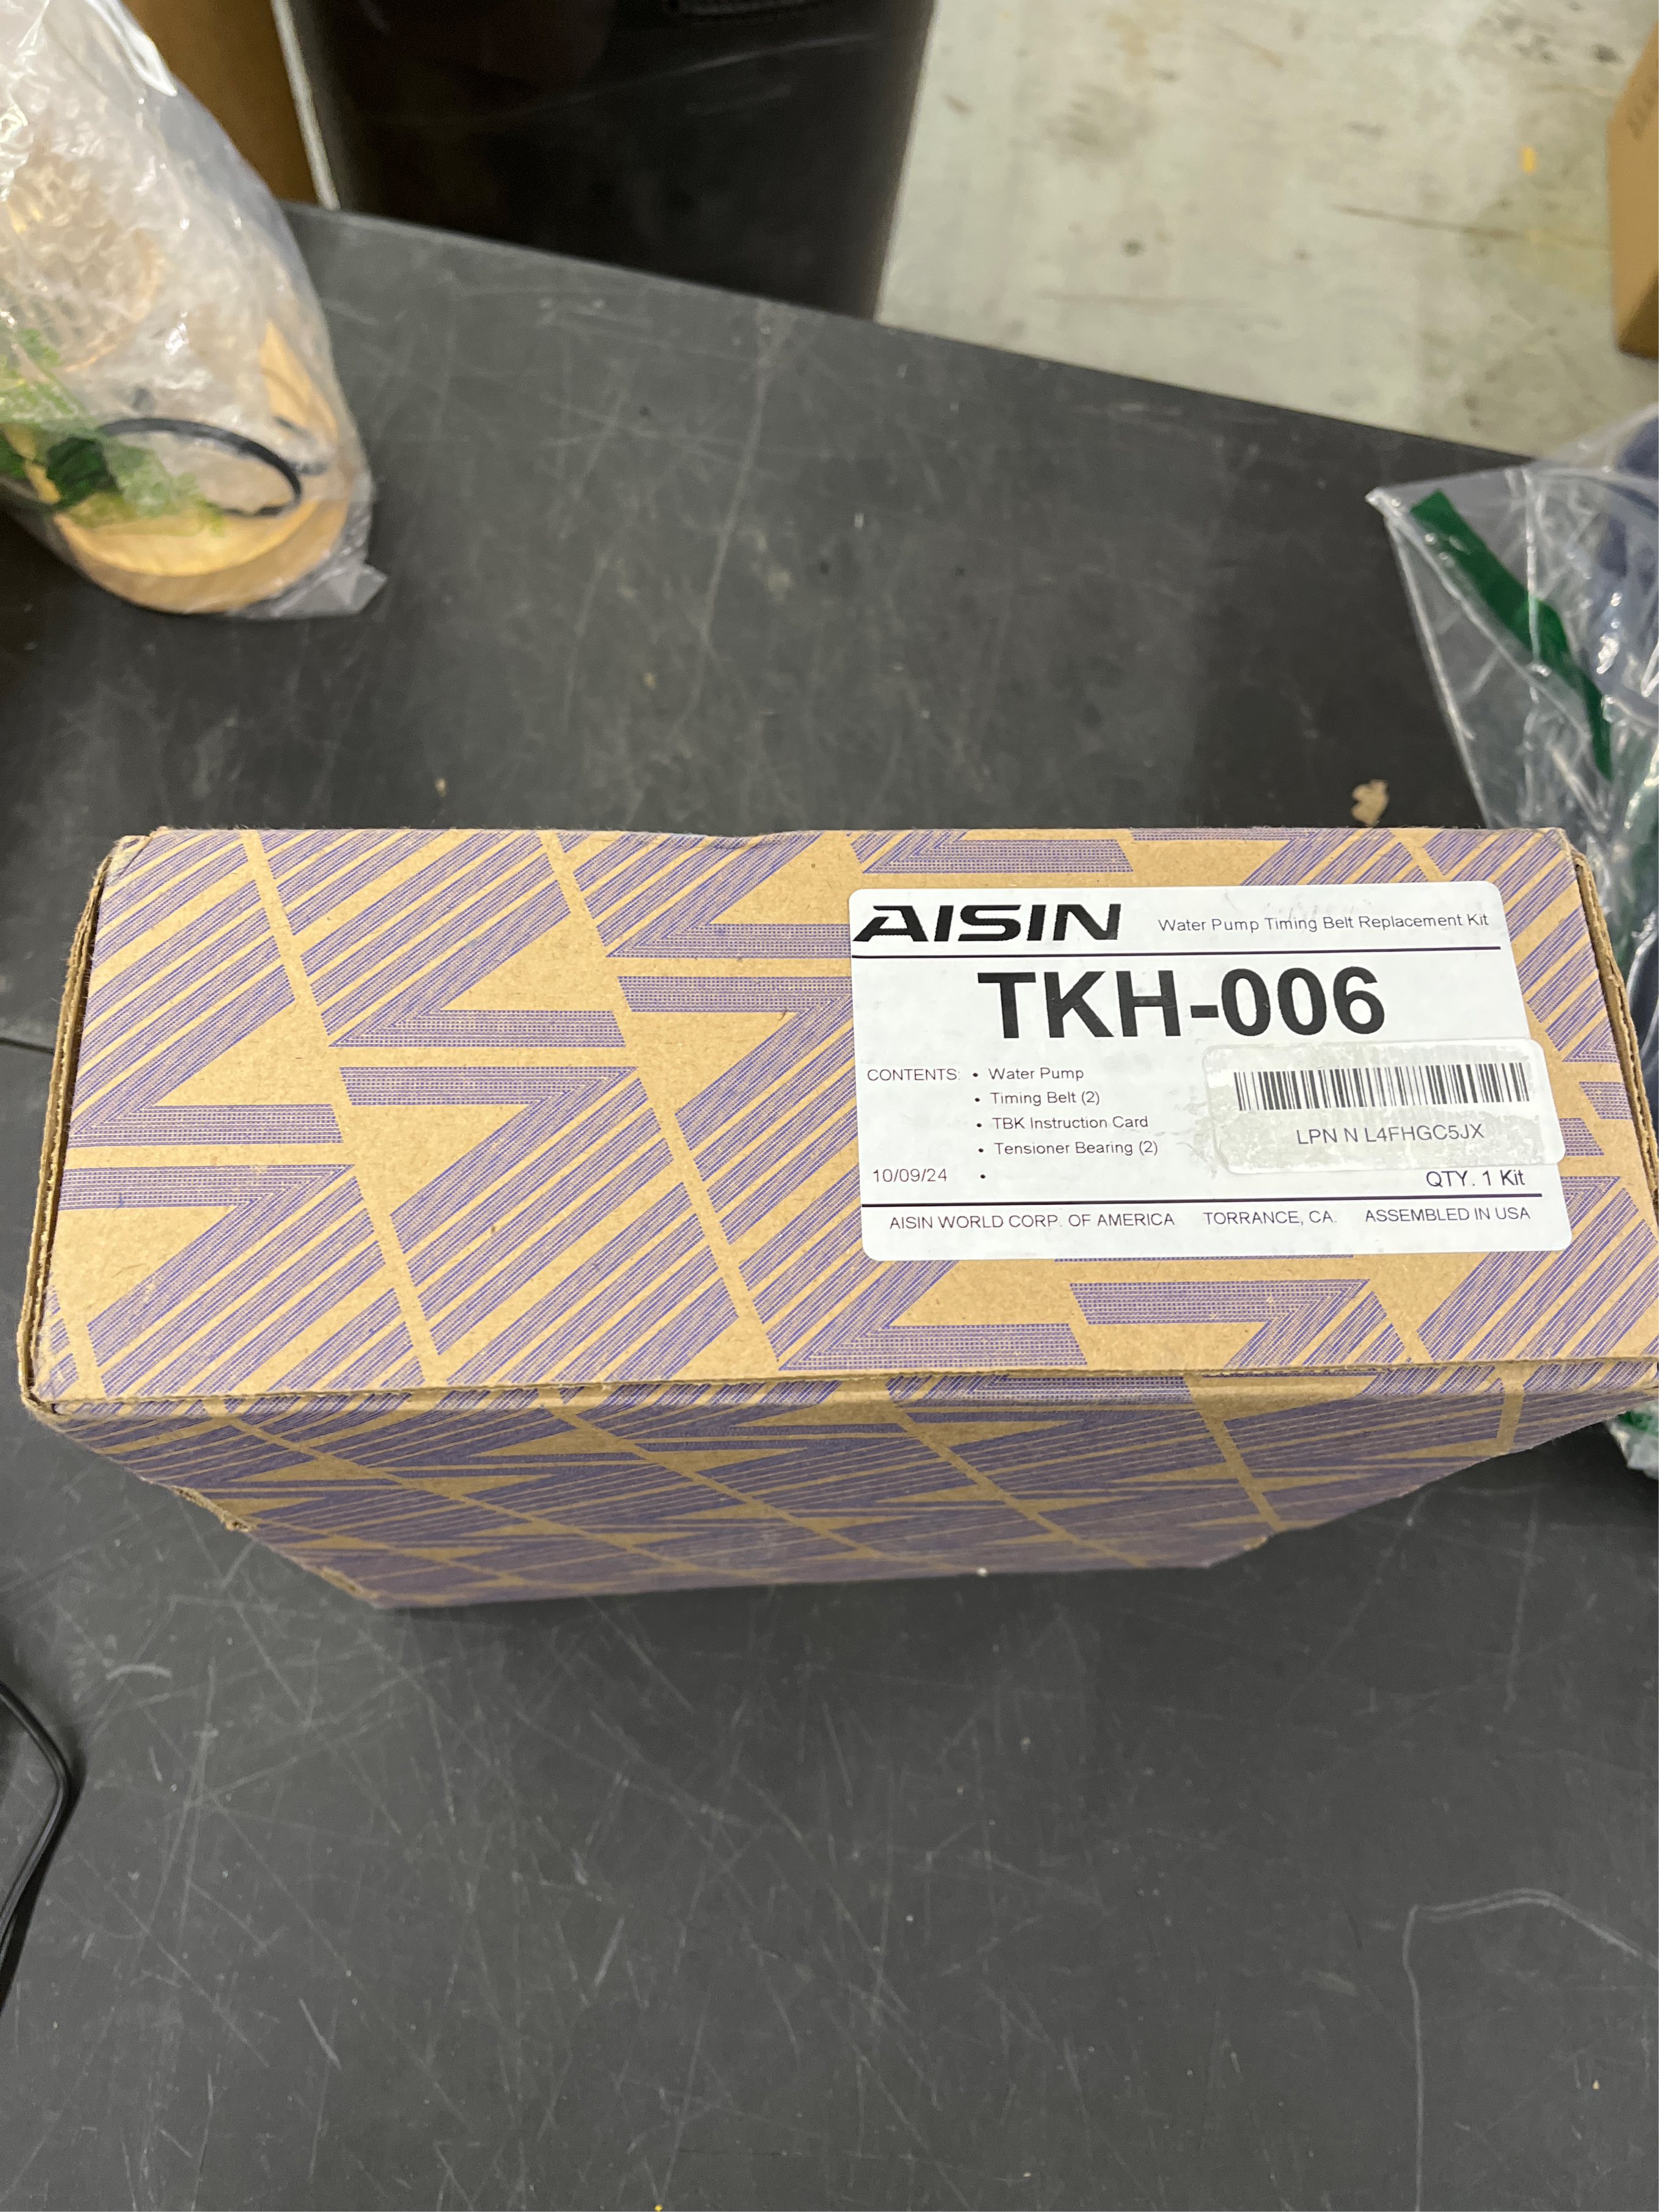 AISIN Water Pump Timing Belt Replacement Kit
TKH-006
CONTENTS: • Water Pump
• Timing Belt (2)
• TBK Instruction Card
• Tensioner Bearing (2)
10/09/24 •
LPN N L4FHGC5JX
QTY. 1 Kit
AISIN WORLD CORP. OF AMERICA TORRANCE, CA. ASSEMBLED IN USA